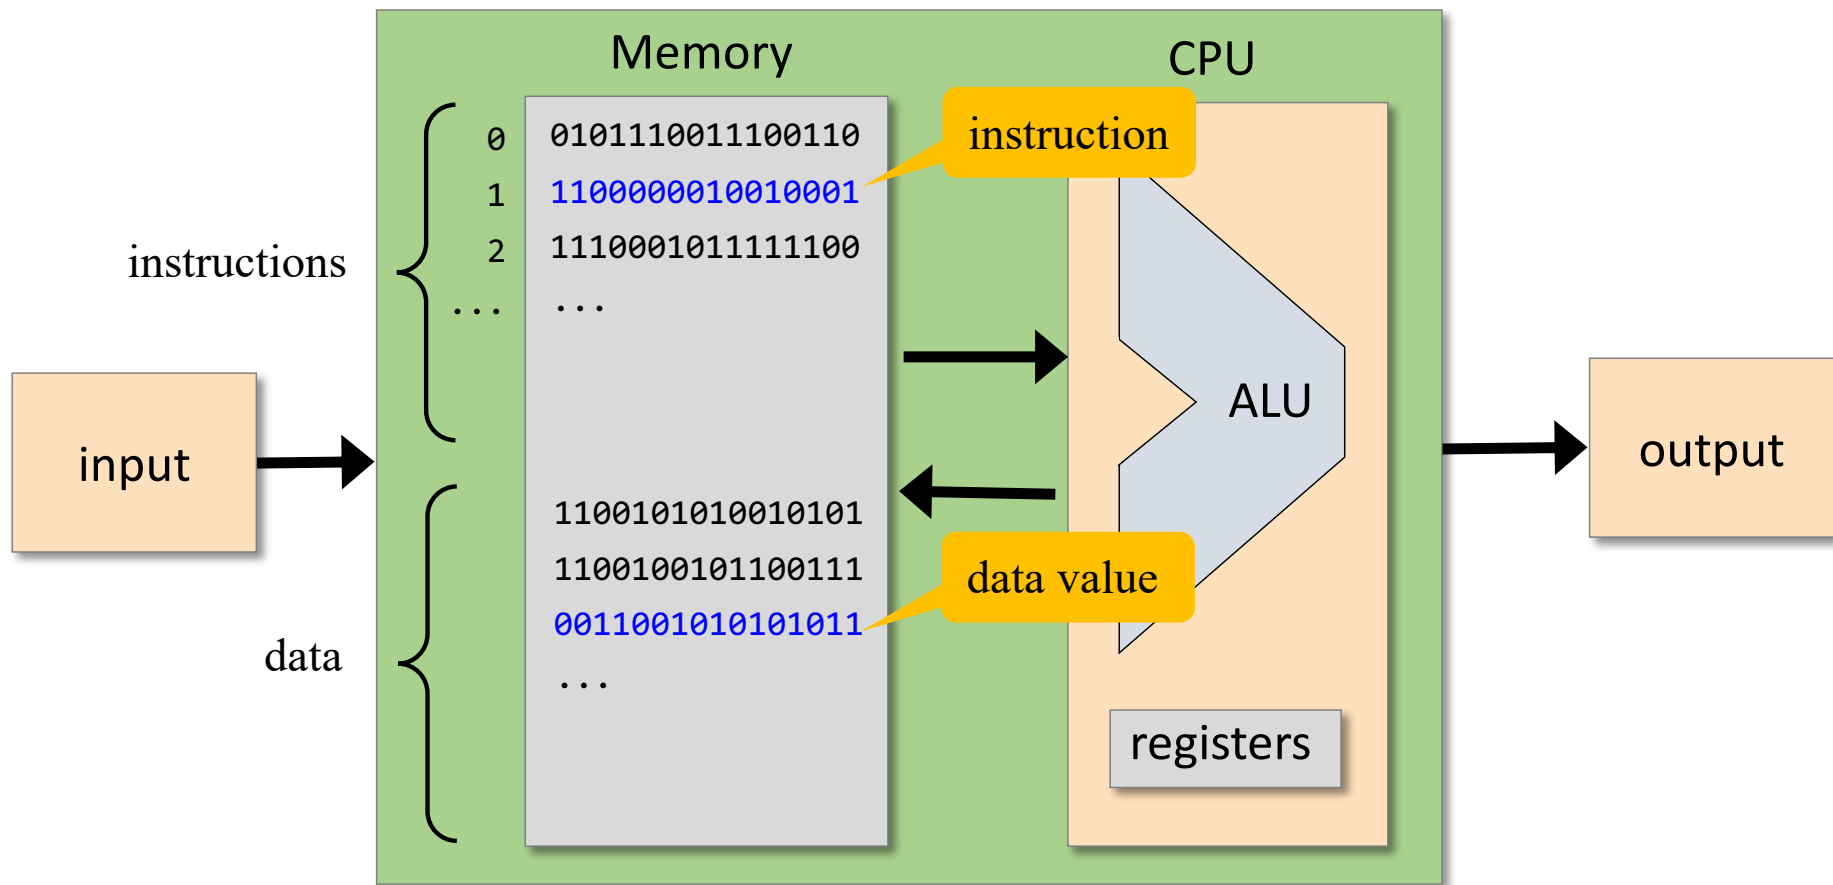 Memory
CPU
instructions
0 0101110011100110
1 1100000010010001
2 1110001011111100
... ...
instruction
input
ALU
output
data
1100101010010101
1100100101100111
0011001010101011
...
data value
registers